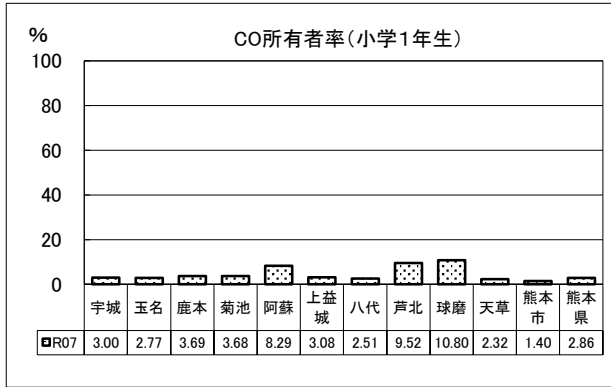 CO所有者率(小学1年生)
%
100
80
60
40
20
0
宇城 玉名 鹿本 菊池 阿蘇 上益城 八代 芦北 球磨 天草 熊本市 熊本県
R07 3.00 2.77 3.69 3.68 8.29 3.08 2.51 9.52 10.80 2.32 1.40 2.86